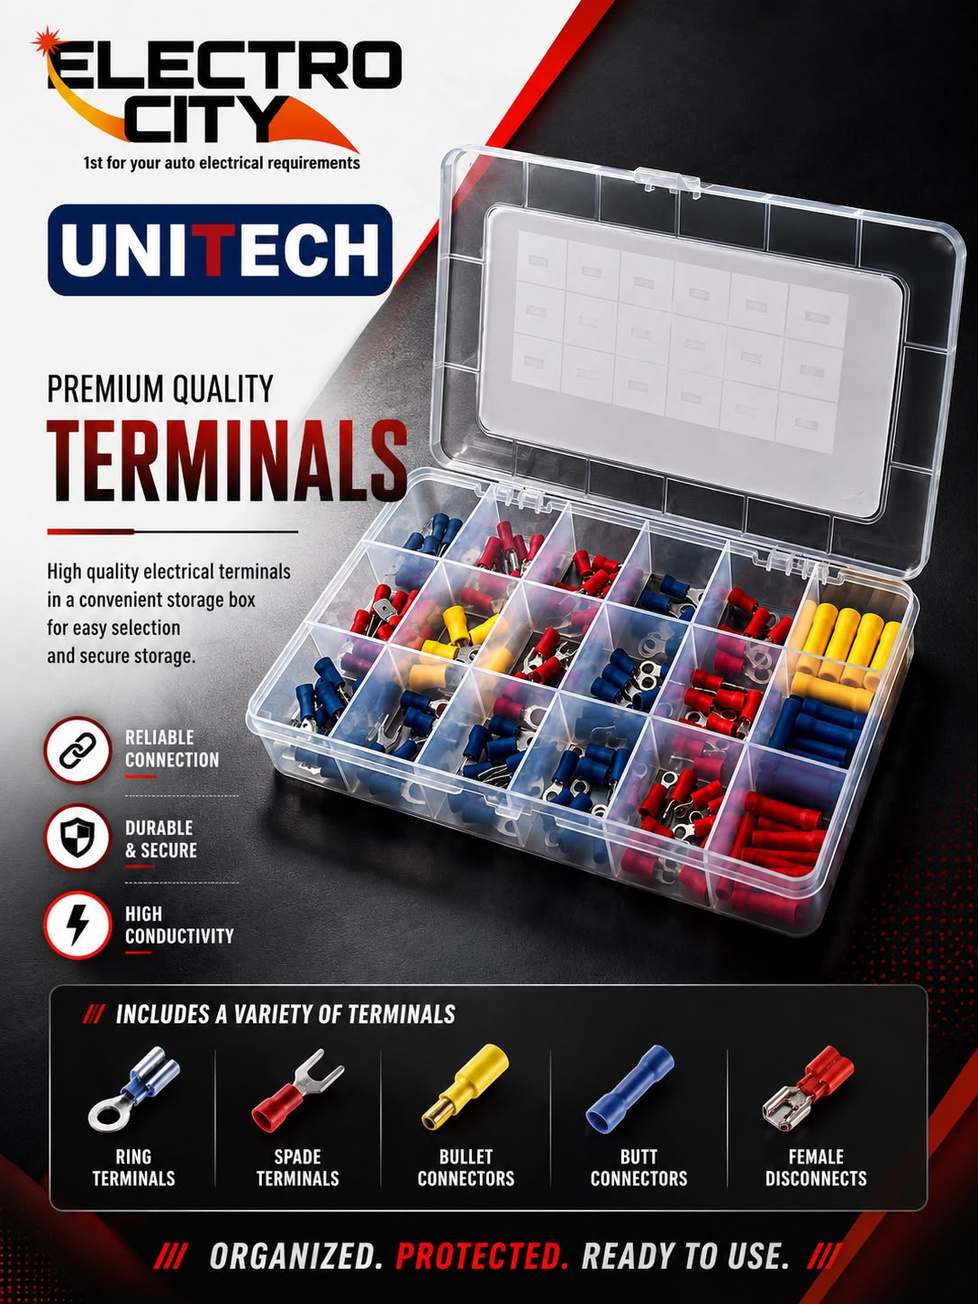 ELECTRO
CITY
1st for your auto electrical requirements
UNITECH
PREMIUM QUALITY
TERMINALS
High quality electrical terminals
in a convenient storage box
for easy selection
and secure storage.
RELIABLE
CONNECTION
DURABLE
& SECURE
HIGH
CONDUCTIVITY
INCLUDES A VARIETY OF TERMINALS
RING
TERMINALS
SPADE
TERMINALS
BULLET
CONNECTORS
BUTT
CONNECTORS
FEMALE
DISCONNECTS
ORGANIZED. PROTECTED. READY TO USE.